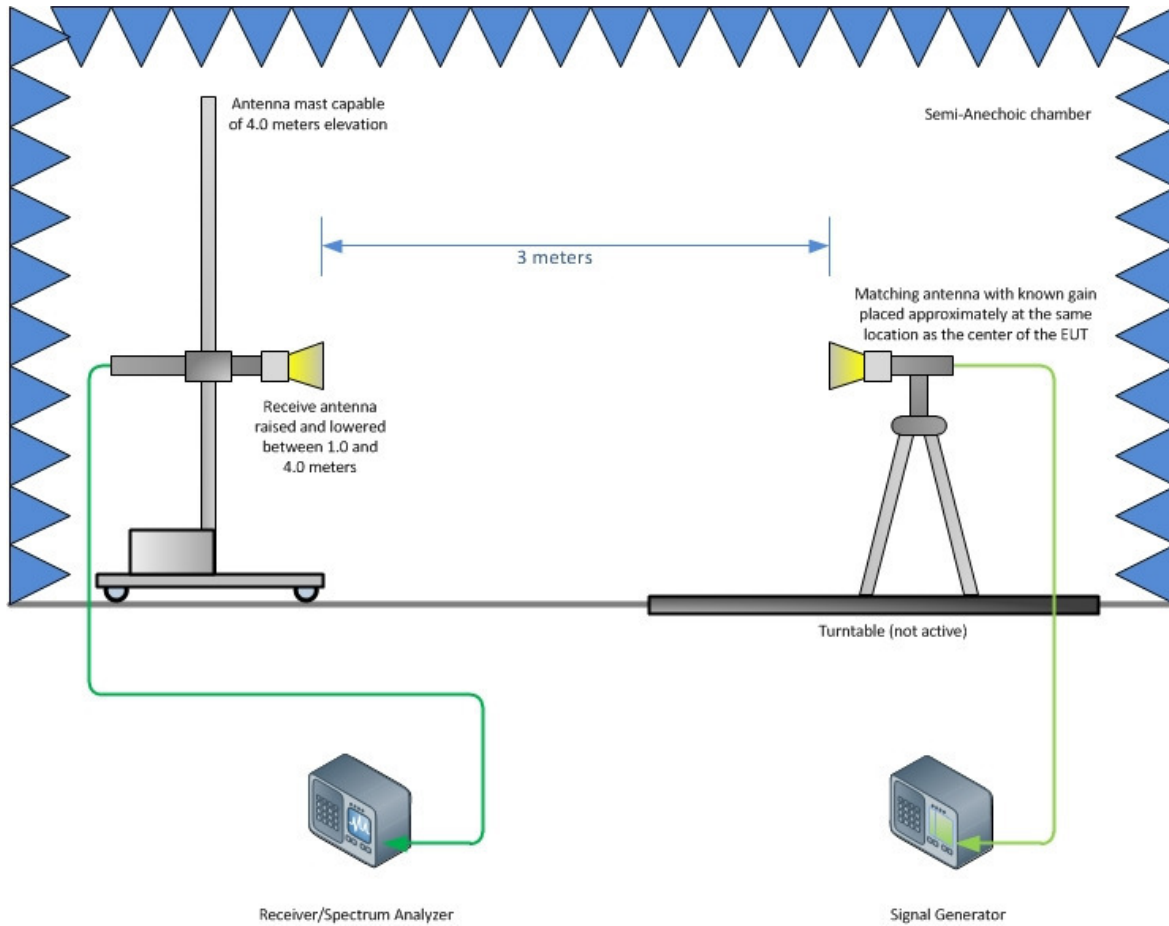 Antenna mast capable
of 4.0 meters elevation
Semi-Anechoic chamber
3 meters
Matching antenna with known gain
placed approximately at the same
location as the center of the EUT
Receive antenna
raised and lowered
between 1.0 and
4.0 meters
Turntable (not active)
Receiver/Spectrum Analyzer
Signal Generator